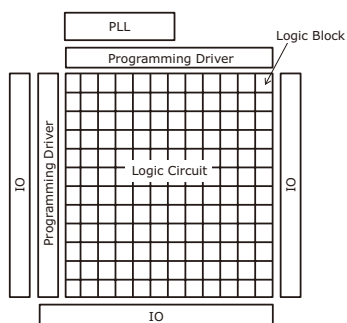 PLL
Logic Block
Programming Driver
IO
Programming Driver
Logic Circuit
IO
IO